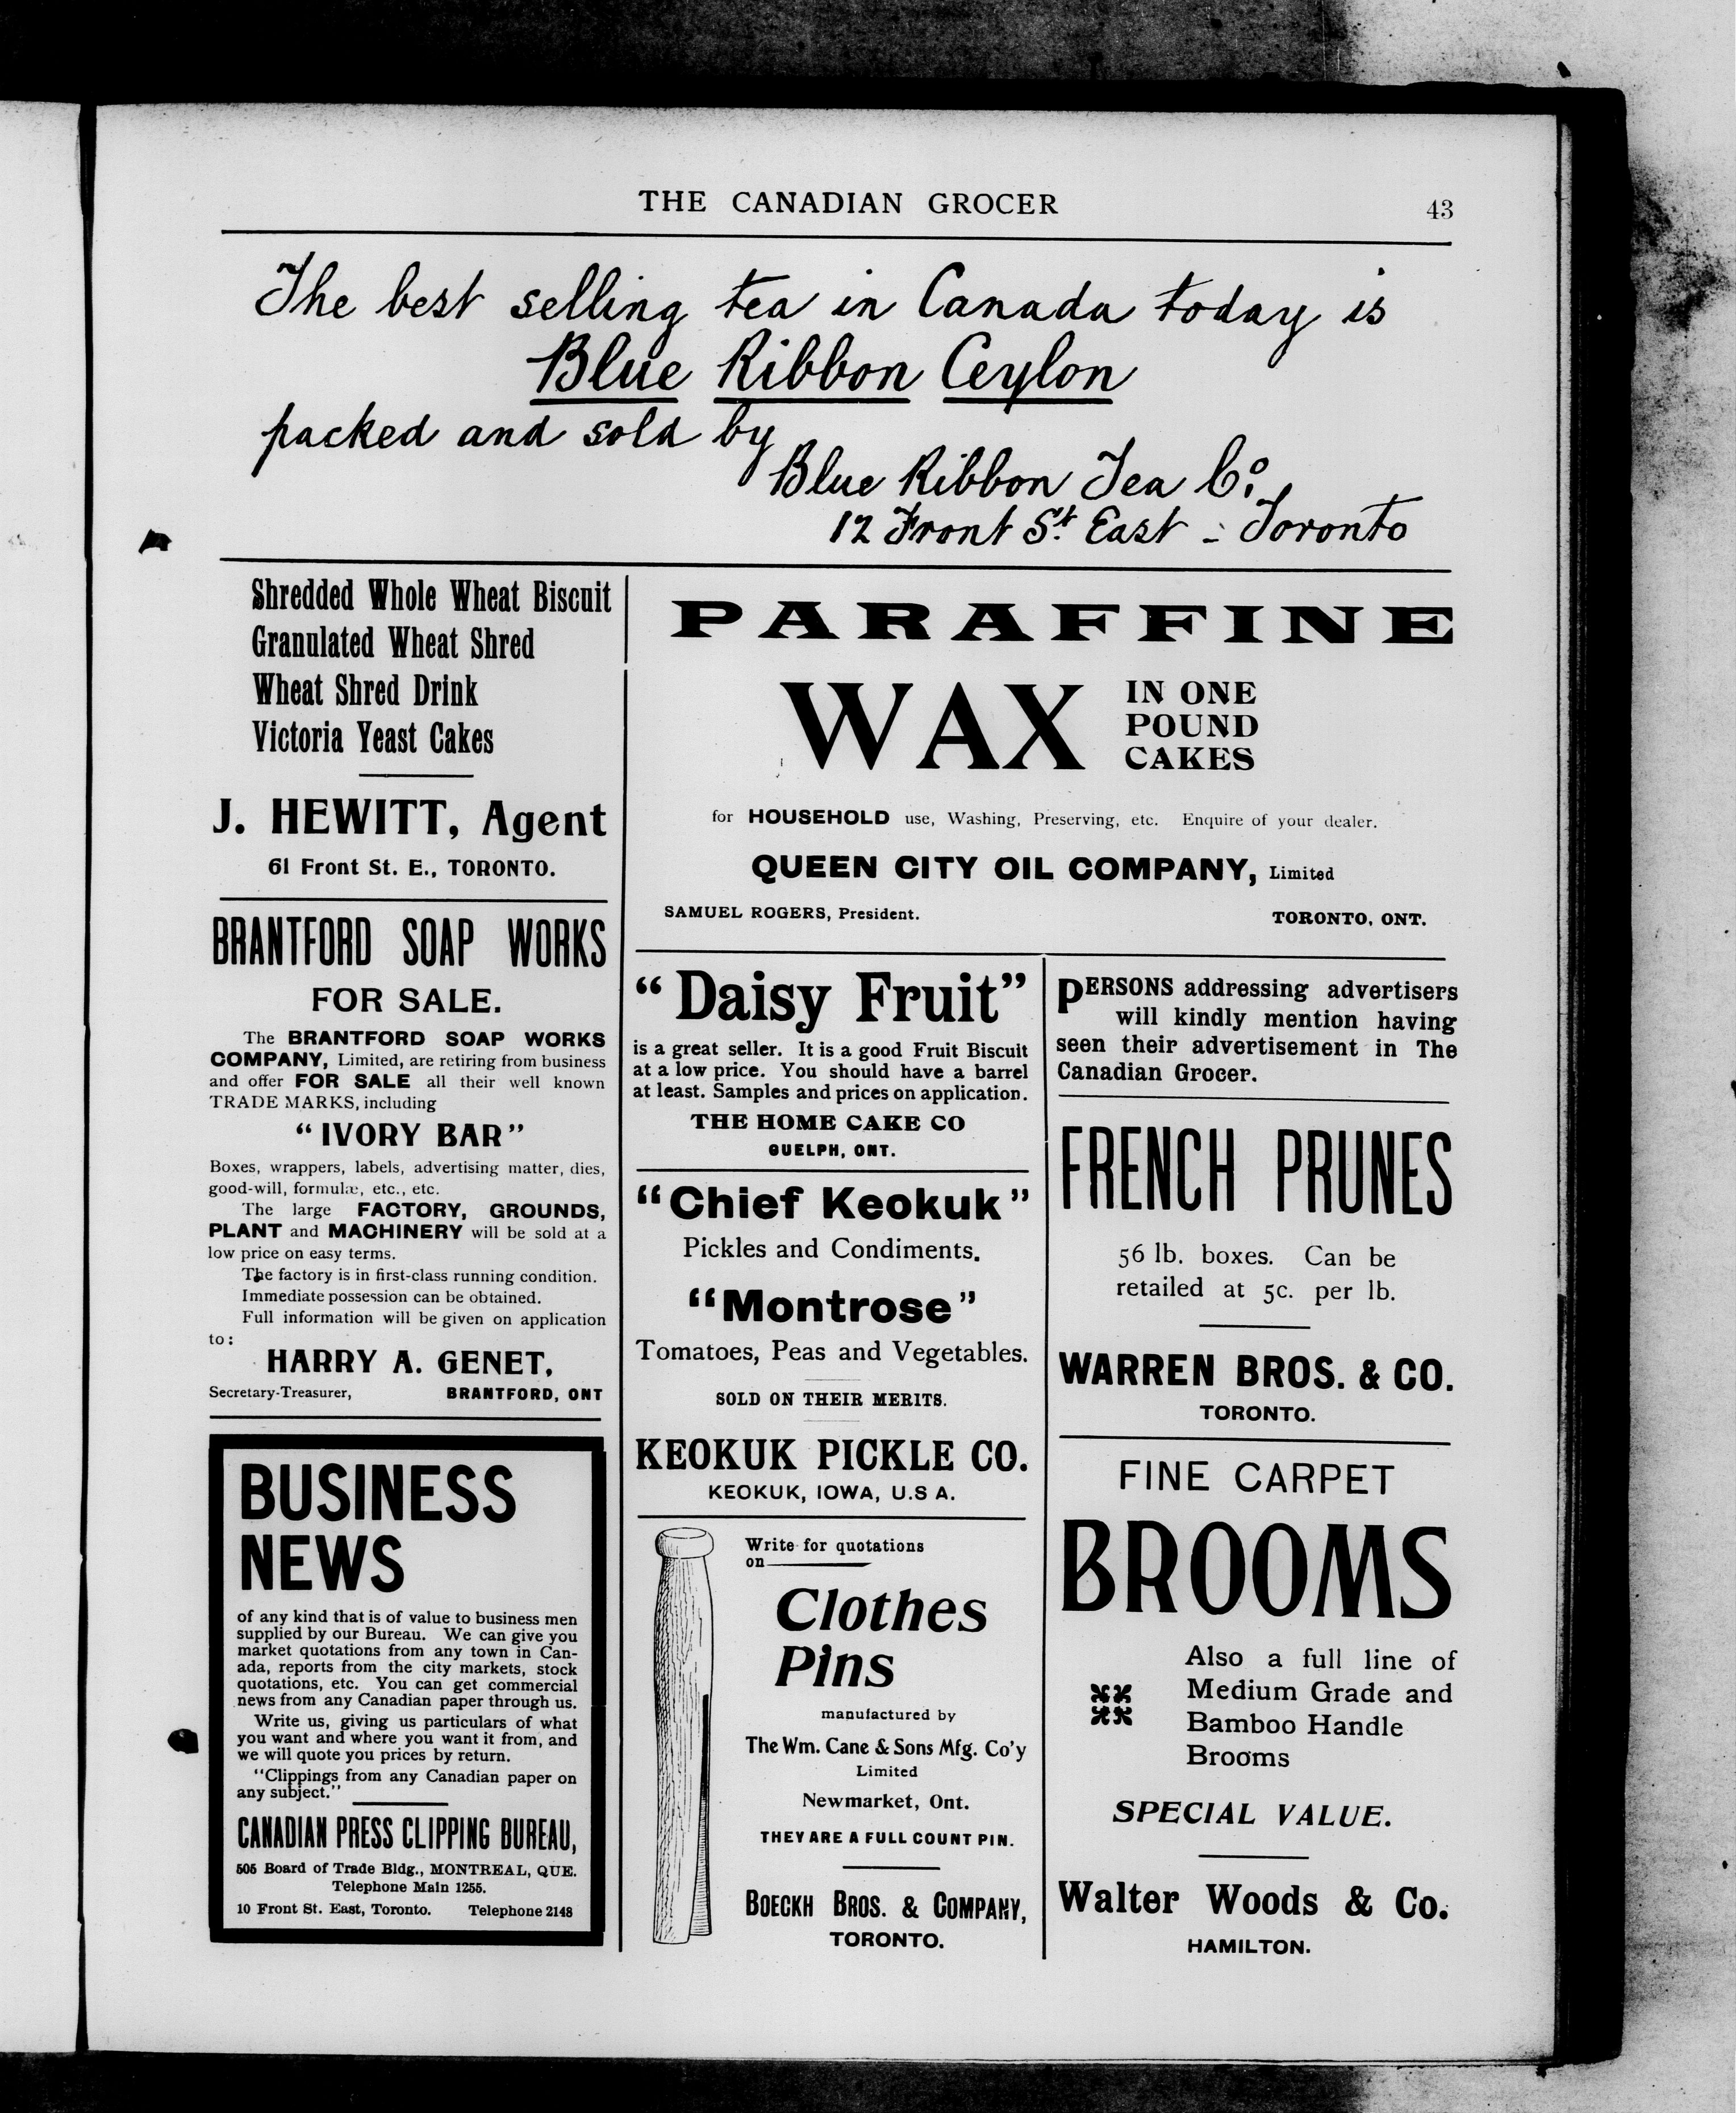 THE CANADIAN GROCER
43
The best selling tea in Canada today is
Blue Ribbon Ceylon
packed and sold by
Blue Ribbon Tea Co.,
12 Front St. East - Toronto
Shredded Whole Wheat Biscuit
Granulated Wheat Shred
Wheat Shred Drink
Victoria Yeast Cakes
J. HEWITT, Agent
61 Front St. E., TORONTO.
BRANTFORD SOAP WORKS
FOR SALE.
The BRANTFORD SOAP WORKS
COMPANY, Limited, are retiring from business
and offer FOR SALE all their well known
TRADE MARKS, including
"IVORY BAR"
Boxes, wrappers, labels, advertising matter, dies,
good-will, formulæ, etc., etc.
The large FACTORY, GROUNDS,
PLANT and MACHINERY will be sold at a
low price on easy terms.
The factory is in first-class running condition.
Immediate possession can be obtained.
Full information will be given on application
to:
HARRY A. GENET,
Secretary-Treasurer, BRANTFORD, ONT
BUSINESS
NEWS
of any kind that is of value to business men
supplied by our Bureau. We can give you
market quotations from any town in Can-
ada, reports from the city markets, stock
quotations, etc. You can get commercial
news from any Canadian paper through us.
Write us, giving us particulars of what
you want and where you want it from, and
we will quote you prices by return.
"Clippings from any Canadian paper on
any subject."
CANADIAN PRESS CLIPPING BUREAU,
505 Board of Trade Bldg., MONTREAL, QUE.
Telephone Main 1255.
10 Front St. East, Toronto. Telephone 2148
PARAFFINE
WAX
IN ONE
POUND
CAKES
for HOUSEHOLD use, Washing, Preserving, etc. Enquire of your dealer.
QUEEN CITY OIL COMPANY, Limited
SAMUEL ROGERS, President.
TORONTO, ONT.
"Daisy Fruit"
is a great seller. It is a good Fruit Biscuit
at a low price. You should have a barrel
at least. Samples and prices on application.
THE HOME CAKE CO
GUELPH, ONT.
"Chief Keokuk"
Pickles and Condiments.
"Montrose"
Tomatoes, Peas and Vegetables.
SOLD ON THEIR MERITS.
KEOKUK PICKLE CO.
KEOKUK, IOWA, U.S A.
Write for quotations
on
Clothes
Pins
manufactured by
The Wm. Cane & Sons Mfg. Co'y
Limited
Newmarket, Ont.
THEY ARE A FULL COUNT PIN.
BOECKH BROS. & COMPANY,
TORONTO.
PERSONS addressing advertisers
will kindly mention having
seen their advertisement in The
Canadian Grocer.
FRENCH PRUNES
56 lb. boxes. Can be
retailed at 5c. per lb.
WARREN BROS. & CO.
TORONTO.
FINE CARPET
BROOMS
Also a full line of
Medium Grade and
Bamboo Handle
Brooms
SPECIAL VALUE.
Walter Woods & Co.
HAMILTON.